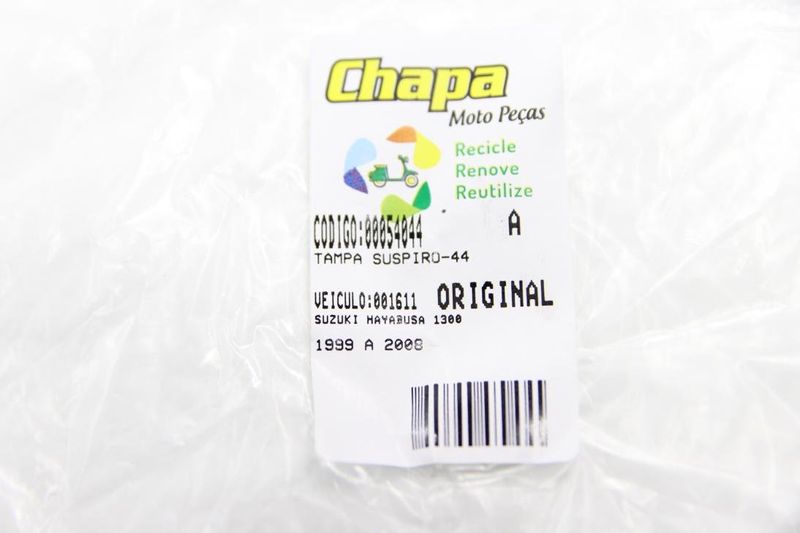 Chapa
Moto Peças
Recicle
Renove
Reutilize
CODIGO:00054044 A
TAMPA SUSPIRO-44
VEICULO:001611 ORIGINAL
SUZUKI HAYABUSA 1300
1999 A 2008